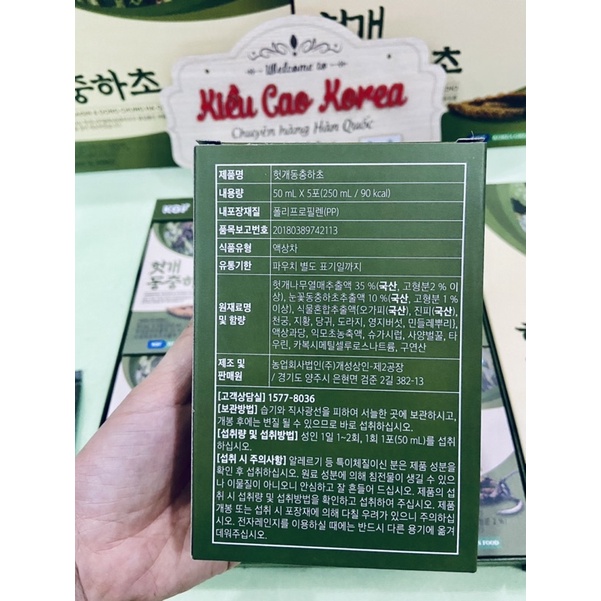 헛개
중하초
Welcome to
Kiều Cao Korea
Chuyên hàng Hàn Quốc
KGF
헛개
동충하
제품명 헛개동충하초
내용량 50 mL X 5포(250 mL / 90 kcal)
내포장재질 폴리프로필렌(PP)
품목보고번호 20180389742113
식품유형 액상차
유통기한 파우치 별도 표기일까지
원재료명 및 함량 헛개나무열매추출액 35 %(국산, 고형분2 % 이
상), 눈꽃동충하초추출액 10 %(국산, 고형분 1 %
이상), 식물혼합추출액(오가피(국산), 진피(국산),
천궁, 지황, 당귀, 도라지, 영지버섯, 민들레뿌리),
액상과당, 익모초농축액, 슈가시럽, 사양벌꿀, 타
우린, 카복시메틸셀루로스나트륨, 구연산
제조 및 판매원 농업회사법인(주)개성상인-제2공장
/ 경기도 양주시 은현면 검준 2길 382-13
[고객상담실] 1577-8036
[보관방법] 습기와 직사광선을 피하여 서늘한 곳에 보관하시고,
개봉 후에는 변질 될 수 있으므로 바로 섭취하십시오.
[섭취량 및 섭취방법] 성인 1일 1~2회, 1회 1포(50 mL)를 섭취
하십시오.
[섭취 시 주의사항] 알레르기 등 특이체질이신 분은 제품 성분을
확인 후 섭취하십시오. 원료 성분에 의해 침전물이 생길 수 있으
나 이물질이 아니오니 안심하고 잘 흔들어 드십시오. 제품의 섭
취 시 섭취량 및 섭취방법을 확인하고 섭취하여 주십시오. 제품
개봉 또는 섭취 시 포장재에 의해 다칠 우려가 있으니 주의하십
시오. 전자레인지를 이용하실 때에는 반드시 다른 용기에 옮겨
데워주십시오.